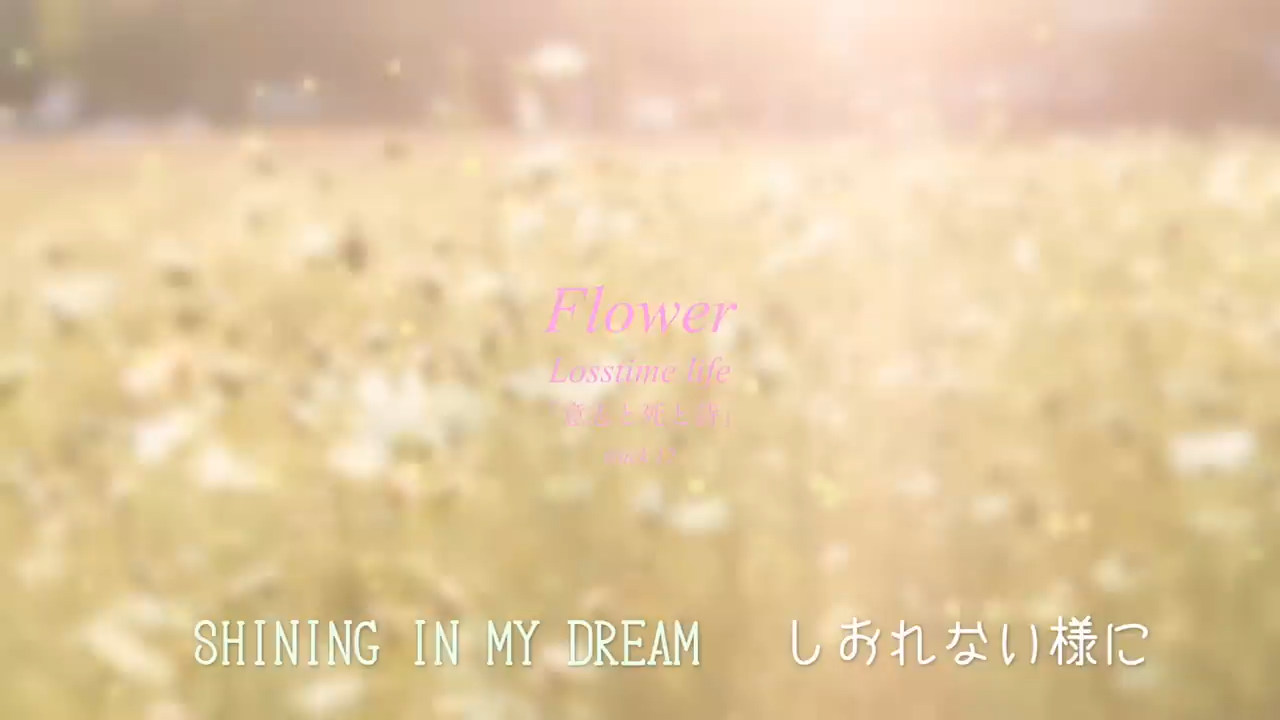 Flower
Losstime life
SHINING IN MY DREAM しおれない様に